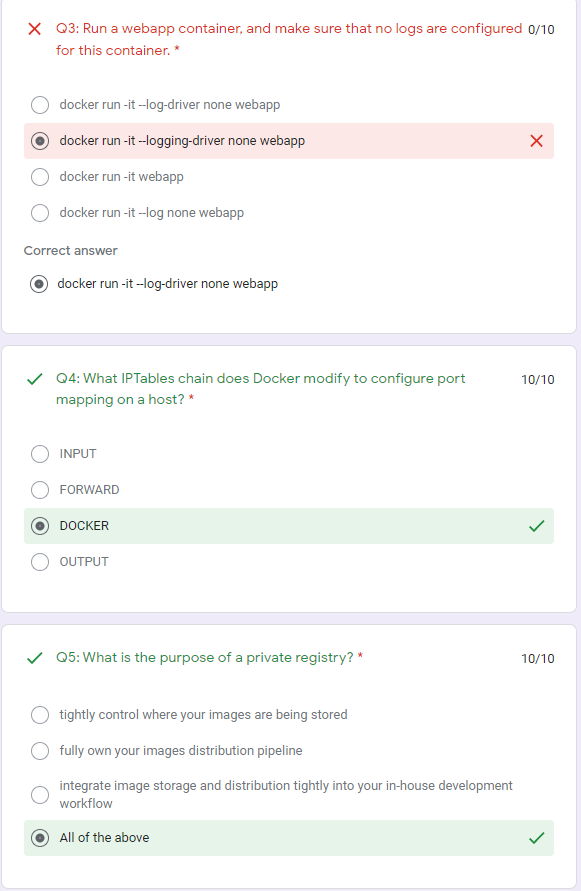 Q3: Run a webapp container, and make sure that no logs are configured 0/10
for this container. *
docker run -it --log-driver none webapp
docker run -it --logging-driver none webapp
docker run -it webapp
docker run -it --log none webapp
Correct answer
docker run -it --log-driver none webapp
Q4: What IPTables chain does Docker modify to configure port 10/10
mapping on a host? *
INPUT
FORWARD
DOCKER
OUTPUT
Q5: What is the purpose of a private registry? * 10/10
tightly control where your images are being stored
fully own your images distribution pipeline
integrate image storage and distribution tightly into your in-house development
workflow
All of the above